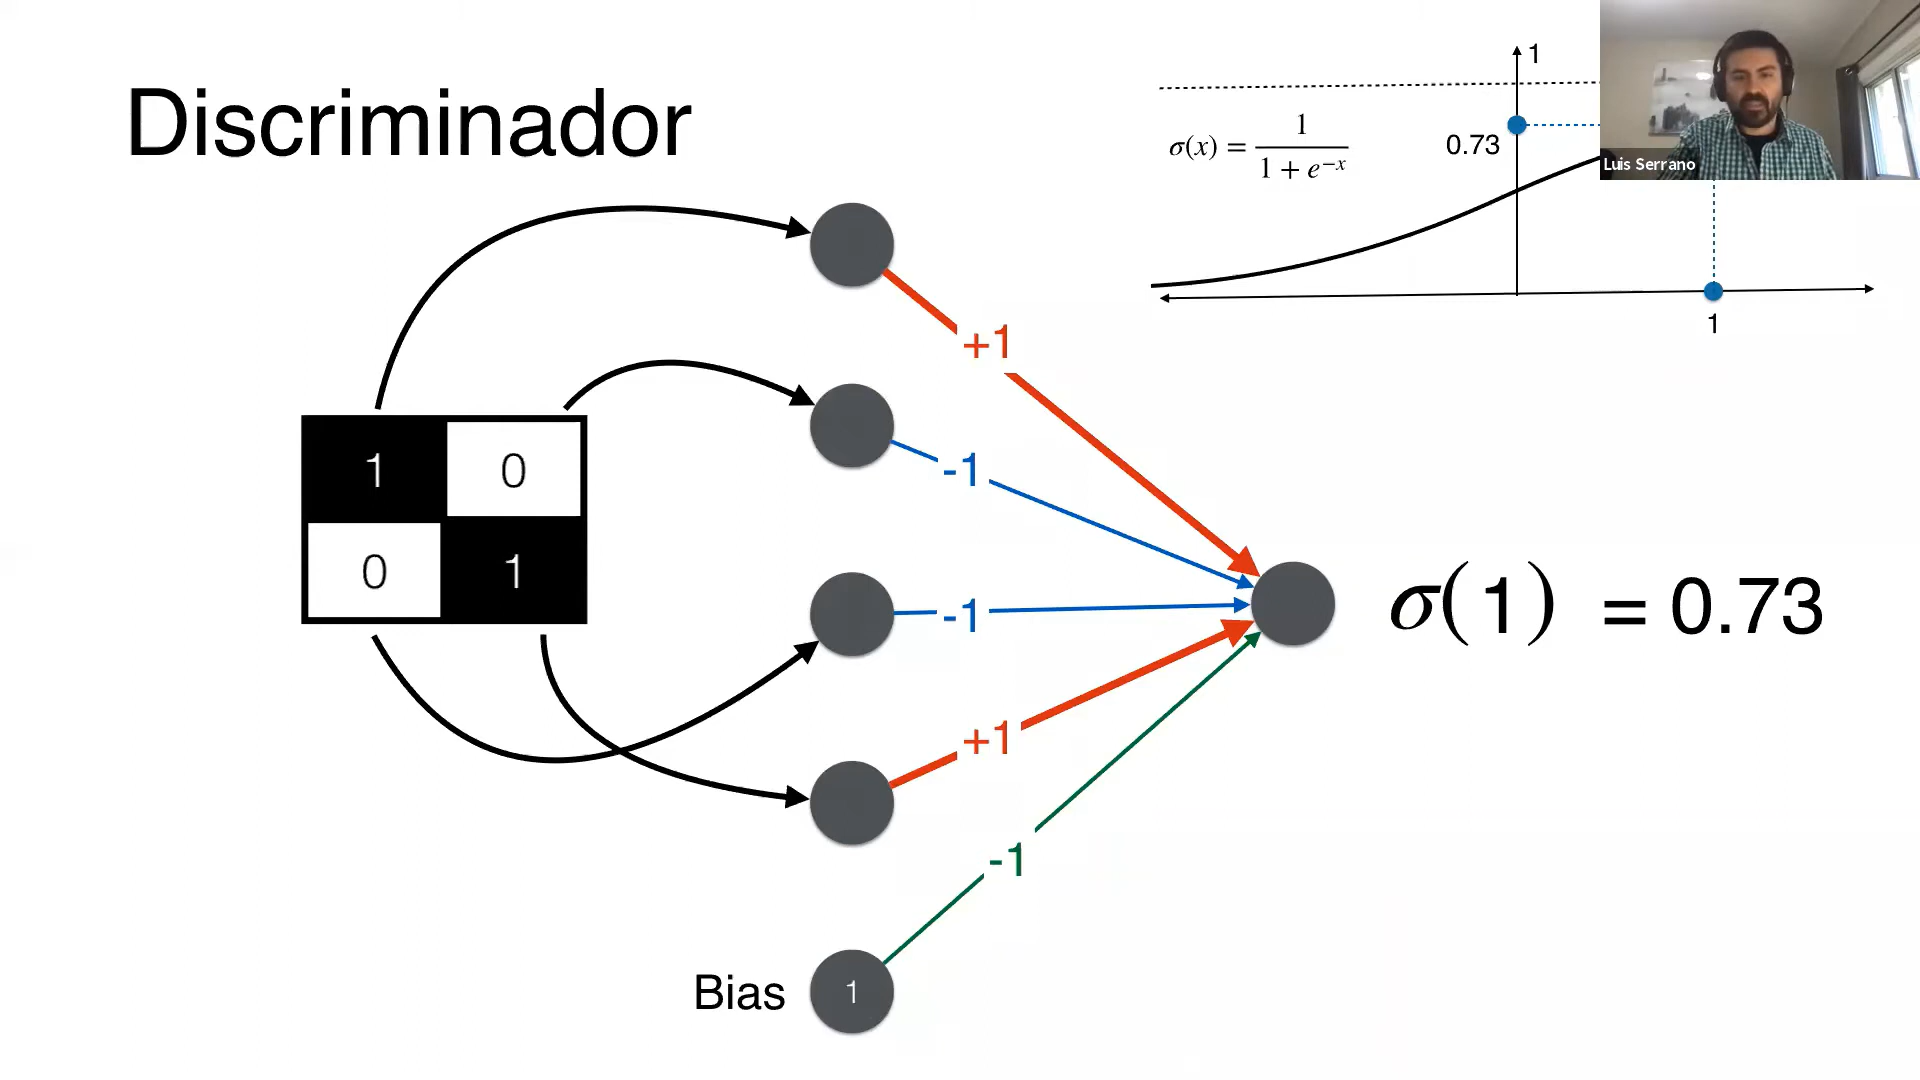 Discriminador
1
σ(x) = 1 / (1 + e^{−x})
0.73
Luis Serrano
1
+1
-1
1 0
0 1
-1
+1
-1
σ(1) = 0.73
Bias 1